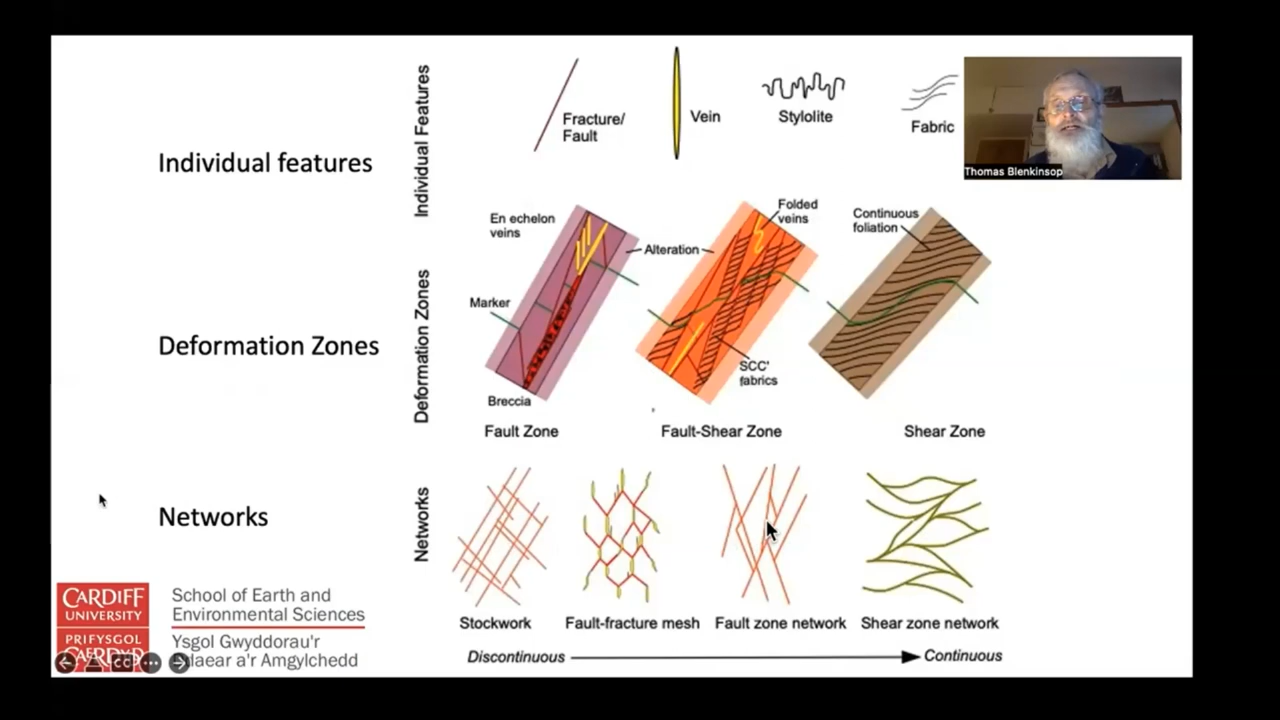 Individual features
Deformation Zones
Networks
Individual Features
Fracture/
Fault
Vein
Stylolite
Fabric
Thomas Blenkinsop
Deformation Zones
En echelon
veins
Marker
Breccia
Alteration
Folded
veins
SCC'
fabrics
Continuous
foliation
Fault Zone
Fault-Shear Zone
Shear Zone
Networks
Stockwork
Fault-fracture mesh
Fault zone network
Shear zone network
Discontinuous
Continuous
CARDIFF
UNIVERSITY
PRIFYSGOL
CAERDYD
School of Earth and
Environmental Sciences
Ysgol Gwyddorau'r
a'r Amgylchedd